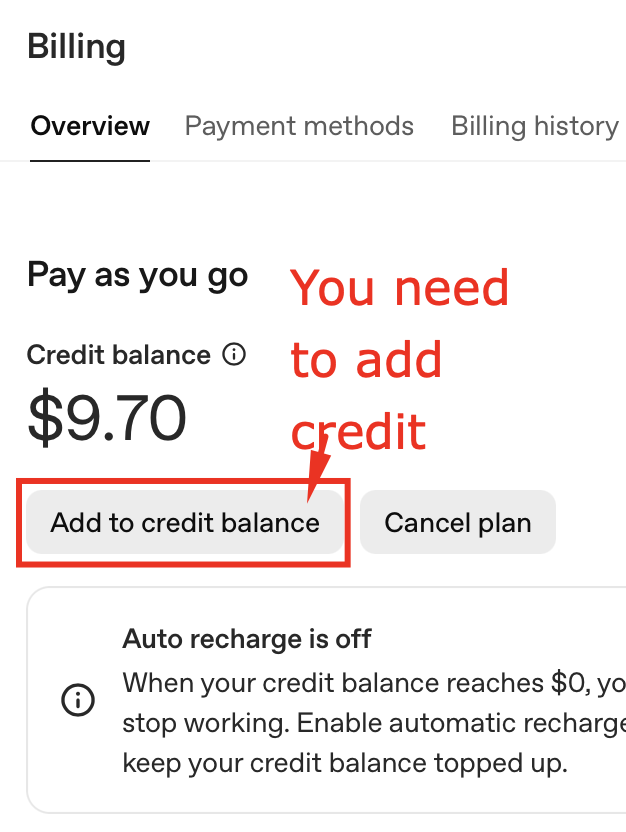 Billing
Overview Payment methods Billing history
Pay as you go
You need
to add
credit
Credit balance
$9.70
Add to credit balance Cancel plan
Auto recharge is off
When your credit balance reaches $0, yo
stop working. Enable automatic recharge
keep your credit balance topped up.